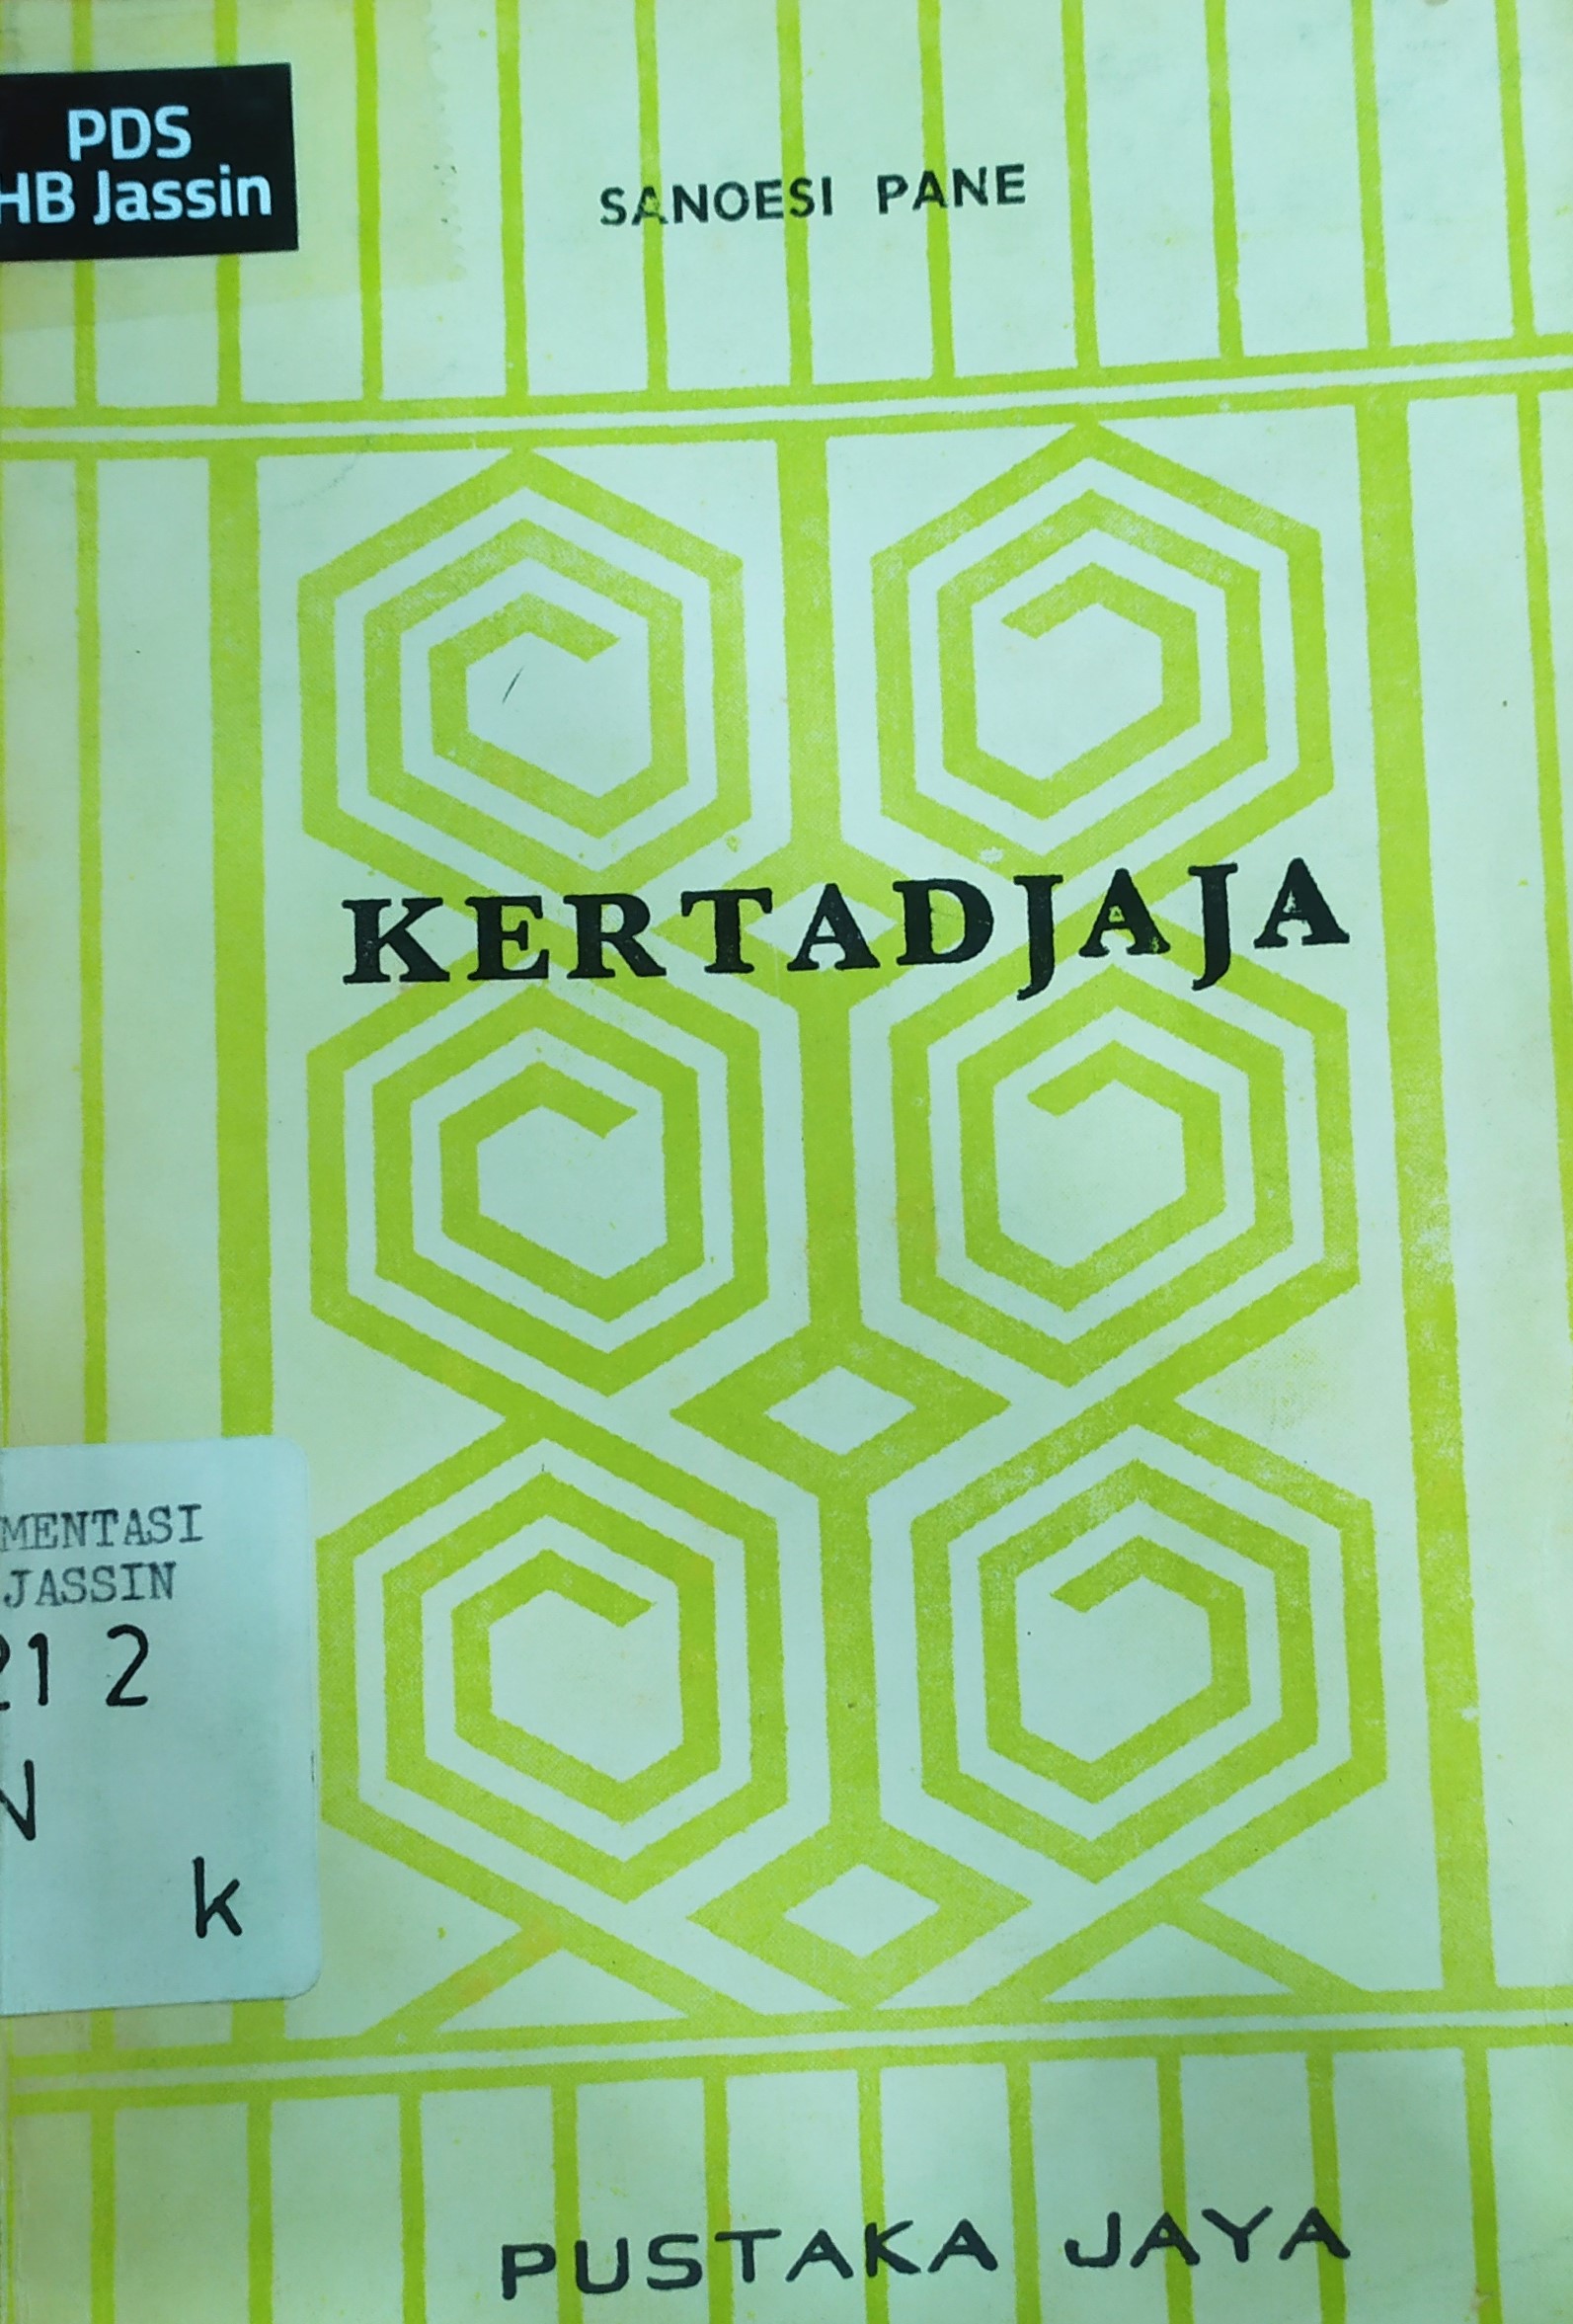 PDS
HB Jassin
SANOESI PANE
KERTADJAJA
MENTASI
JASSIN
21 2
N
k
PUSTAKA JAYA